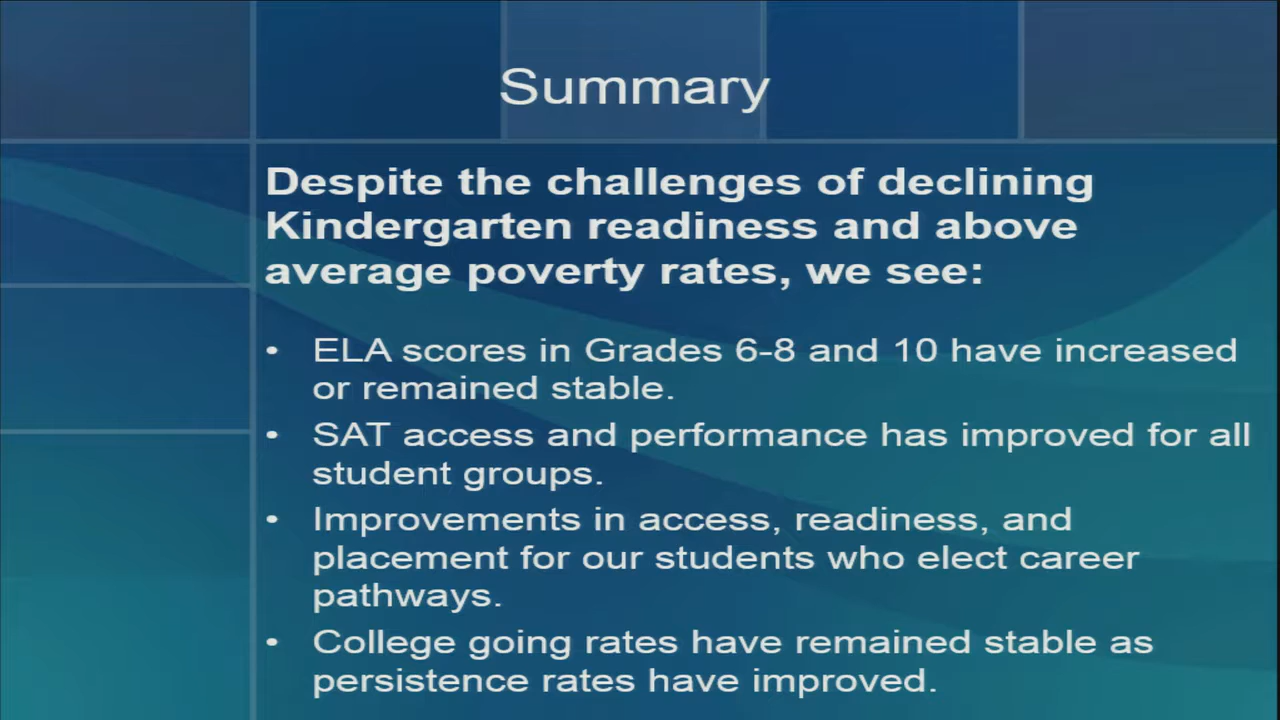 Summary
Despite the challenges of declining
Kindergarten readiness and above
average poverty rates, we see:
• ELA scores in Grades 6-8 and 10 have increased
or remained stable.
• SAT access and performance has improved for all
student groups.
• Improvements in access, readiness, and
placement for our students who elect career
pathways.
• College going rates have remained stable as
persistence rates have improved.